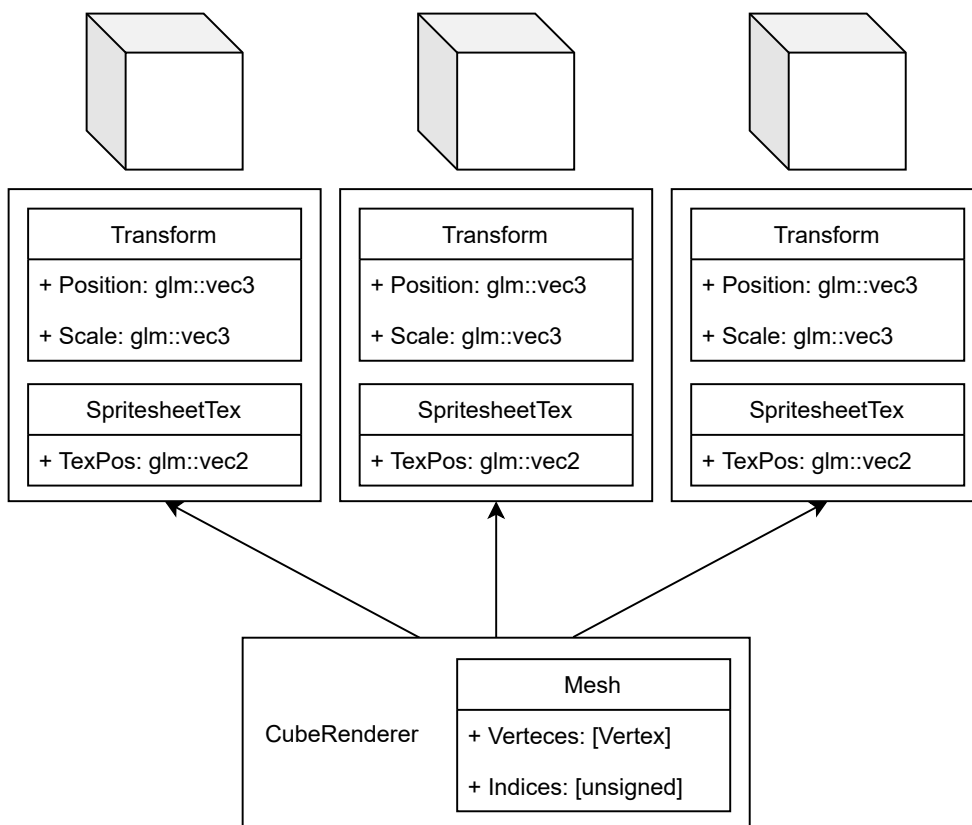 Transform
+ Position: glm::vec3
+ Scale: glm::vec3
SpritesheetTex
+ TexPos: glm::vec2
Transform
+ Position: glm::vec3
+ Scale: glm::vec3
SpritesheetTex
+ TexPos: glm::vec2
Transform
+ Position: glm::vec3
+ Scale: glm::vec3
SpritesheetTex
+ TexPos: glm::vec2
CubeRenderer
Mesh
+ Verteces: [Vertex]
+ Indices: [unsigned]